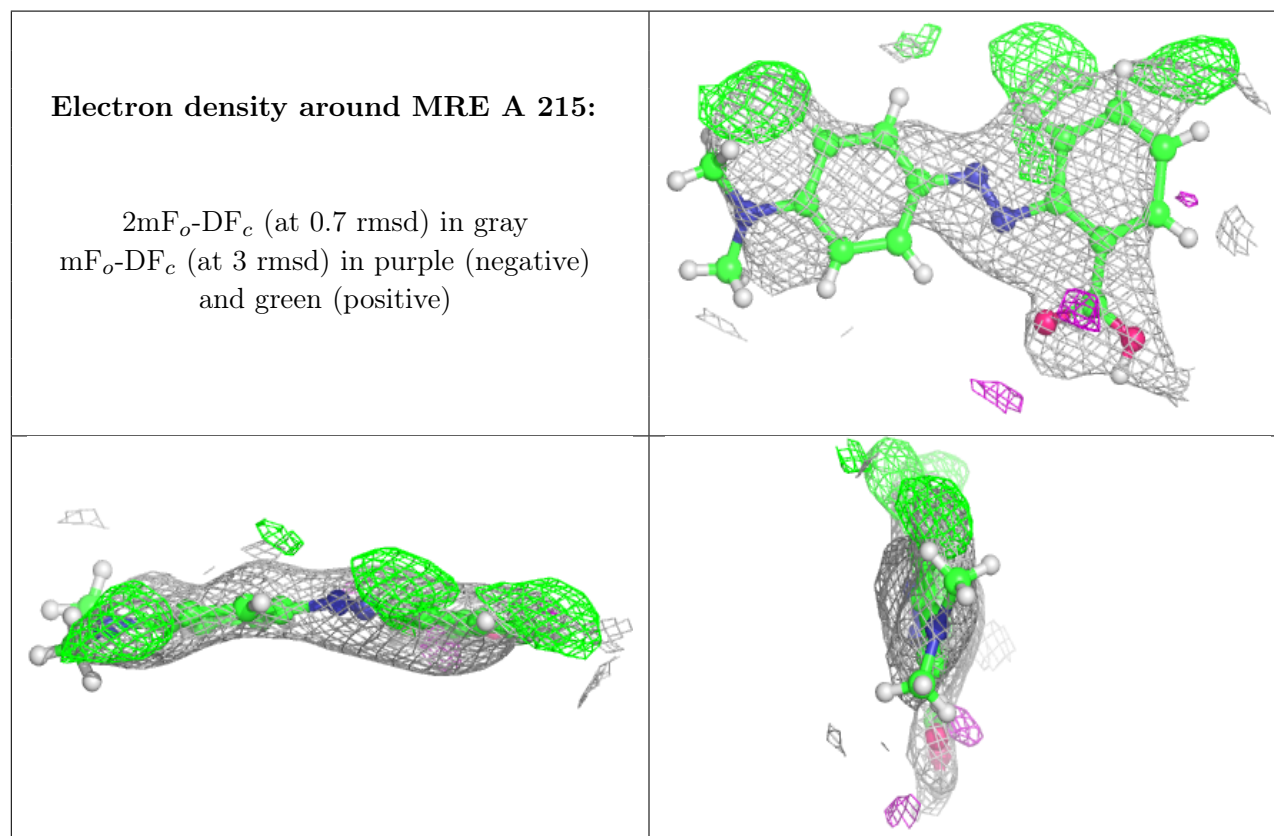 Electron density around MRE A 215:
2mFₒ-DF𝒸 (at 0.7 rmsd) in gray
mFₒ-DF𝒸 (at 3 rmsd) in purple (negative)
and green (positive)